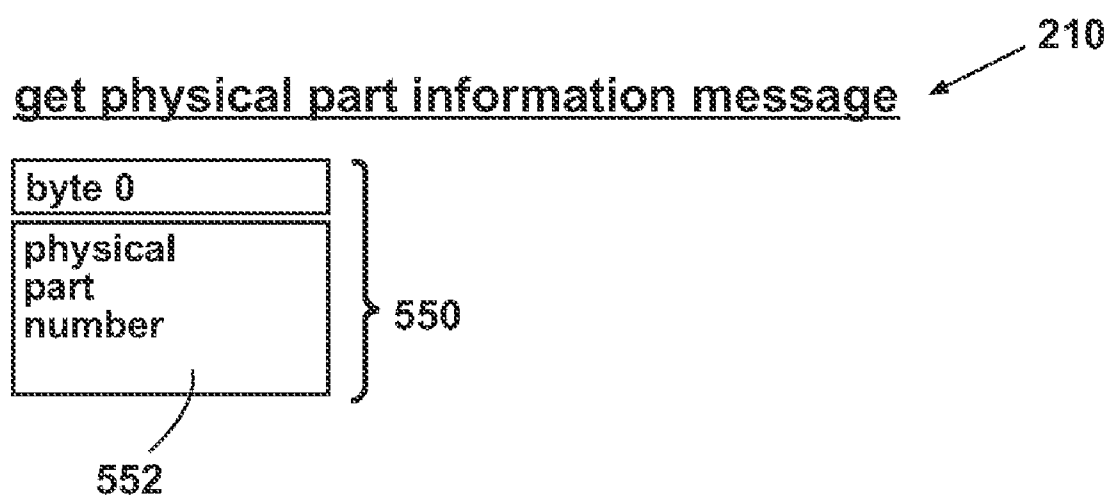 210
get physical part information message
byte 0
physical
part
number
550
552